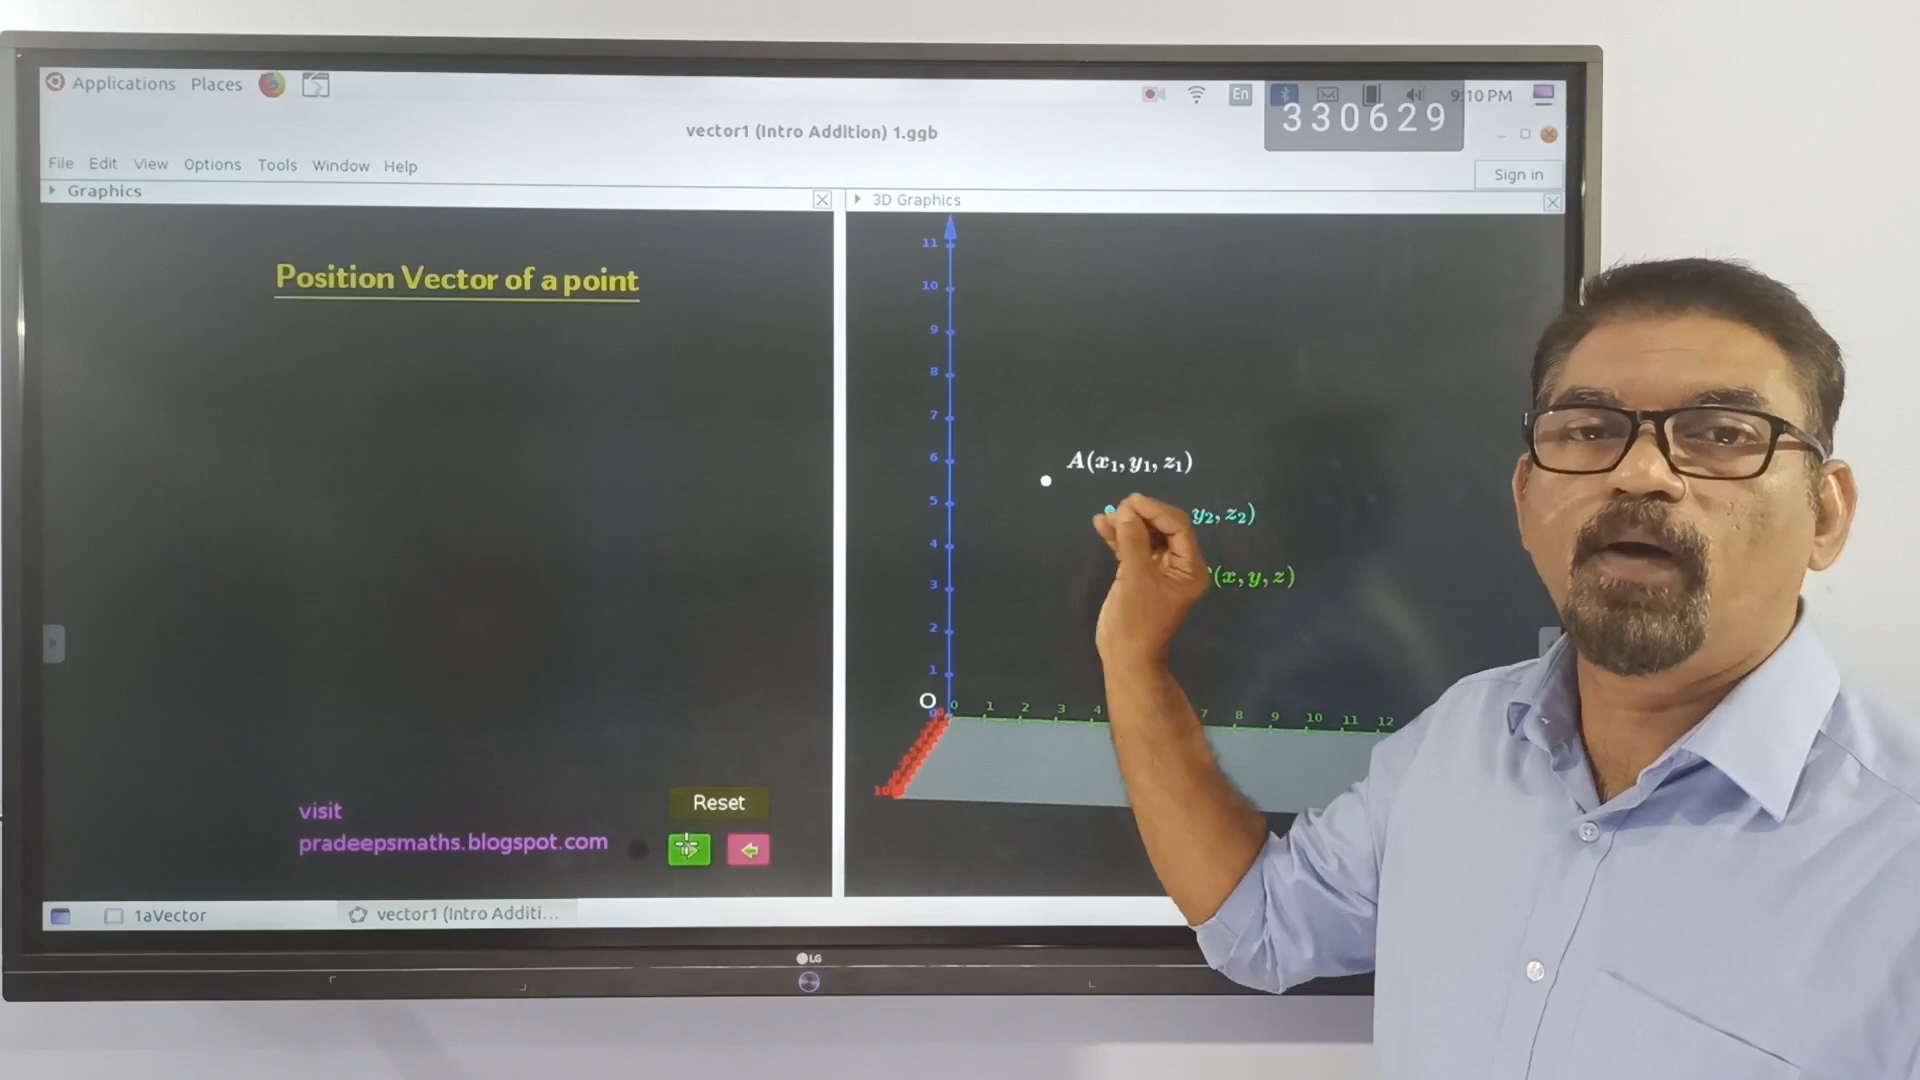 Applications Places
En
9:10 PM
330629
vector1 (Intro Addition) 1.ggb
File Edit View Options Tools Window Help
Sign in
Graphics
3D Graphics
Position Vector of a point
11
10
9
8
7
6
5
4
3
2
1
A(x₁, y₁, z₁)
y₂, z₂)
(x, y, z)
O
0 1 2 3 4 7 8 9 10 11 12
0
10
visit
pradeepsmaths.blogspot.com
Reset
1aVector
vector1 (Intro Additi...
LG